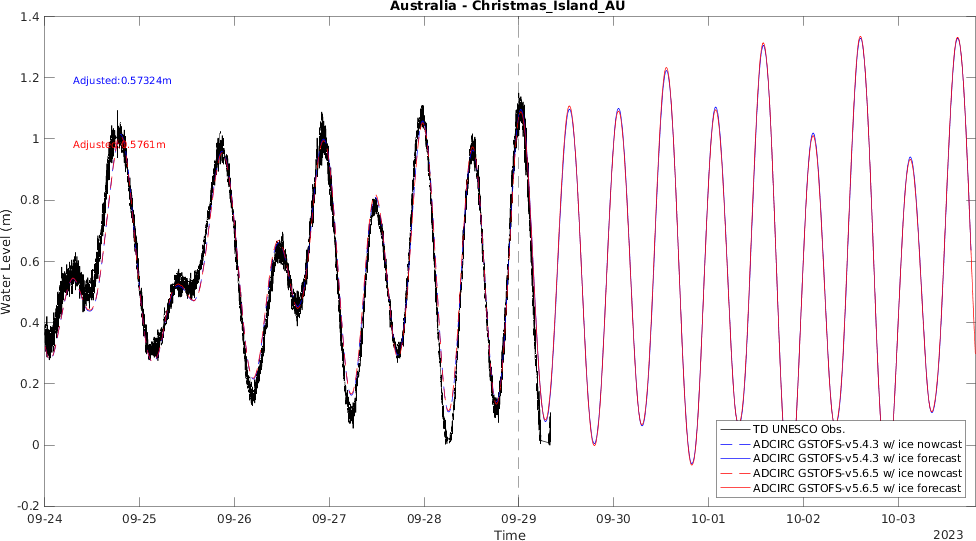 Australia - Christmas_Island_AU
1.4
1.2
1
0.8
0.6
0.4
0.2
0
-0.2
Water Level (m)
Adjusted:0.57324m
Adjusted:0.5761m
TD UNESCO Obs.
ADCIRC GSTOFS-v5.4.3 w/ ice nowcast
ADCIRC GSTOFS-v5.4.3 w/ ice forecast
ADCIRC GSTOFS-v5.6.5 w/ ice nowcast
ADCIRC GSTOFS-v5.6.5 w/ ice forecast
09-24 09-25 09-26 09-27 09-28 09-29 09-30 10-01 10-02 10-03
Time
2023